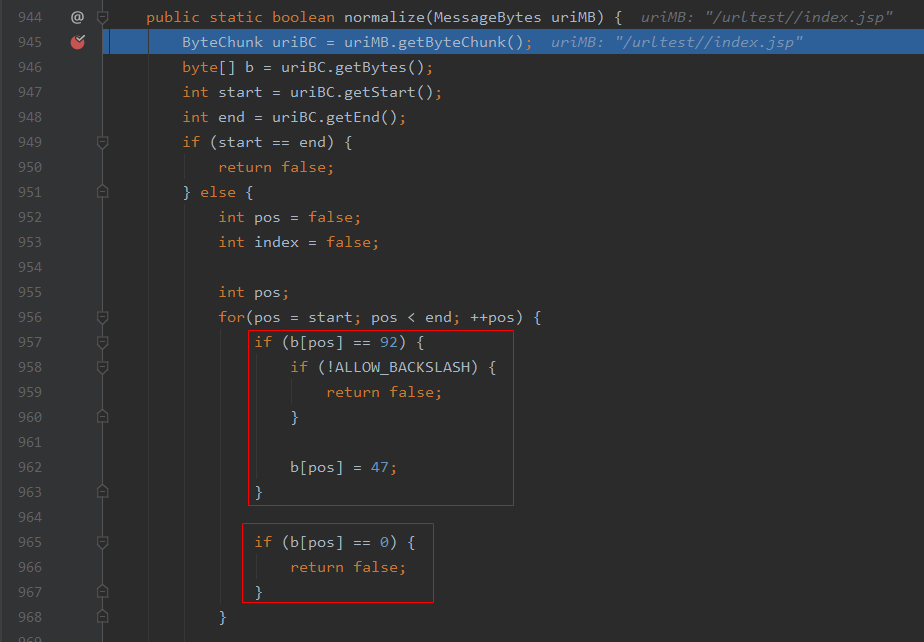 944 @ public static boolean normalize(MessageBytes uriMB) { uriMB: "/urltest//index.jsp"
945 ByteChunk uriBC = uriMB.getByteChunk(); uriMB: "/urltest//index.jsp"
946 byte[] b = uriBC.getBytes();
947 int start = uriBC.getStart();
948 int end = uriBC.getEnd();
949 if (start == end) {
950 return false;
951 } else {
952 int pos = false;
953 int index = false;
954
955 int pos;
956 for(pos = start; pos < end; ++pos) {
957 if (b[pos] == 92) {
958 if (!ALLOW_BACKSLASH) {
959 return false;
960 }
961
962 b[pos] = 47;
963 }
964
965 if (b[pos] == 0) {
966 return false;
967 }
968 }
969